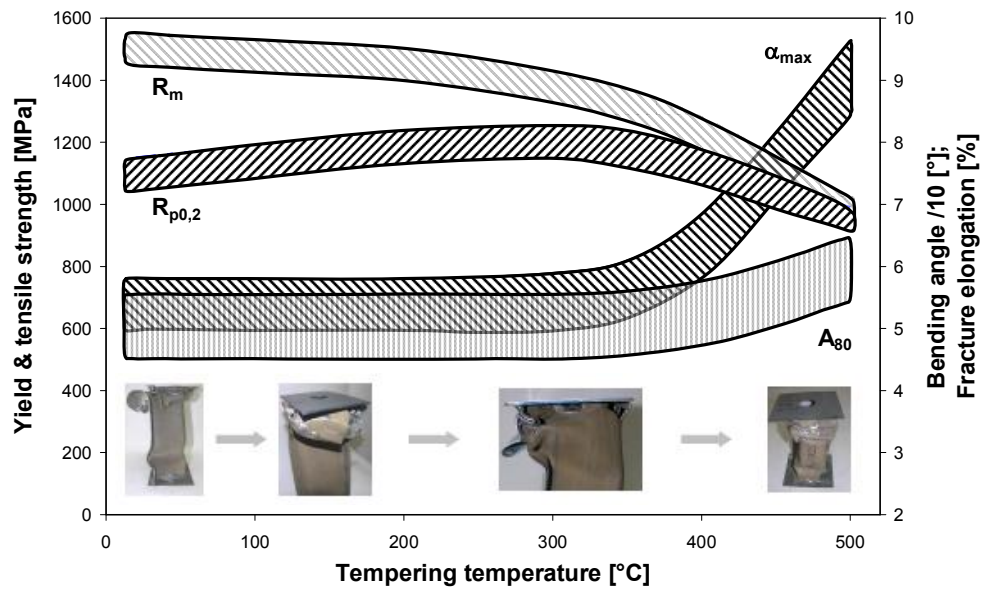 1600
1400
1200
1000
800
600
400
200
0
Yield & tensile strength [MPa]
R_m
R_p0,2
α_max
A_80
10
9
8
7
6
5
4
3
2
Bending angle /10 [°];
Fracture elongation [%]
0 100 200 300 400 500
Tempering temperature [°C]